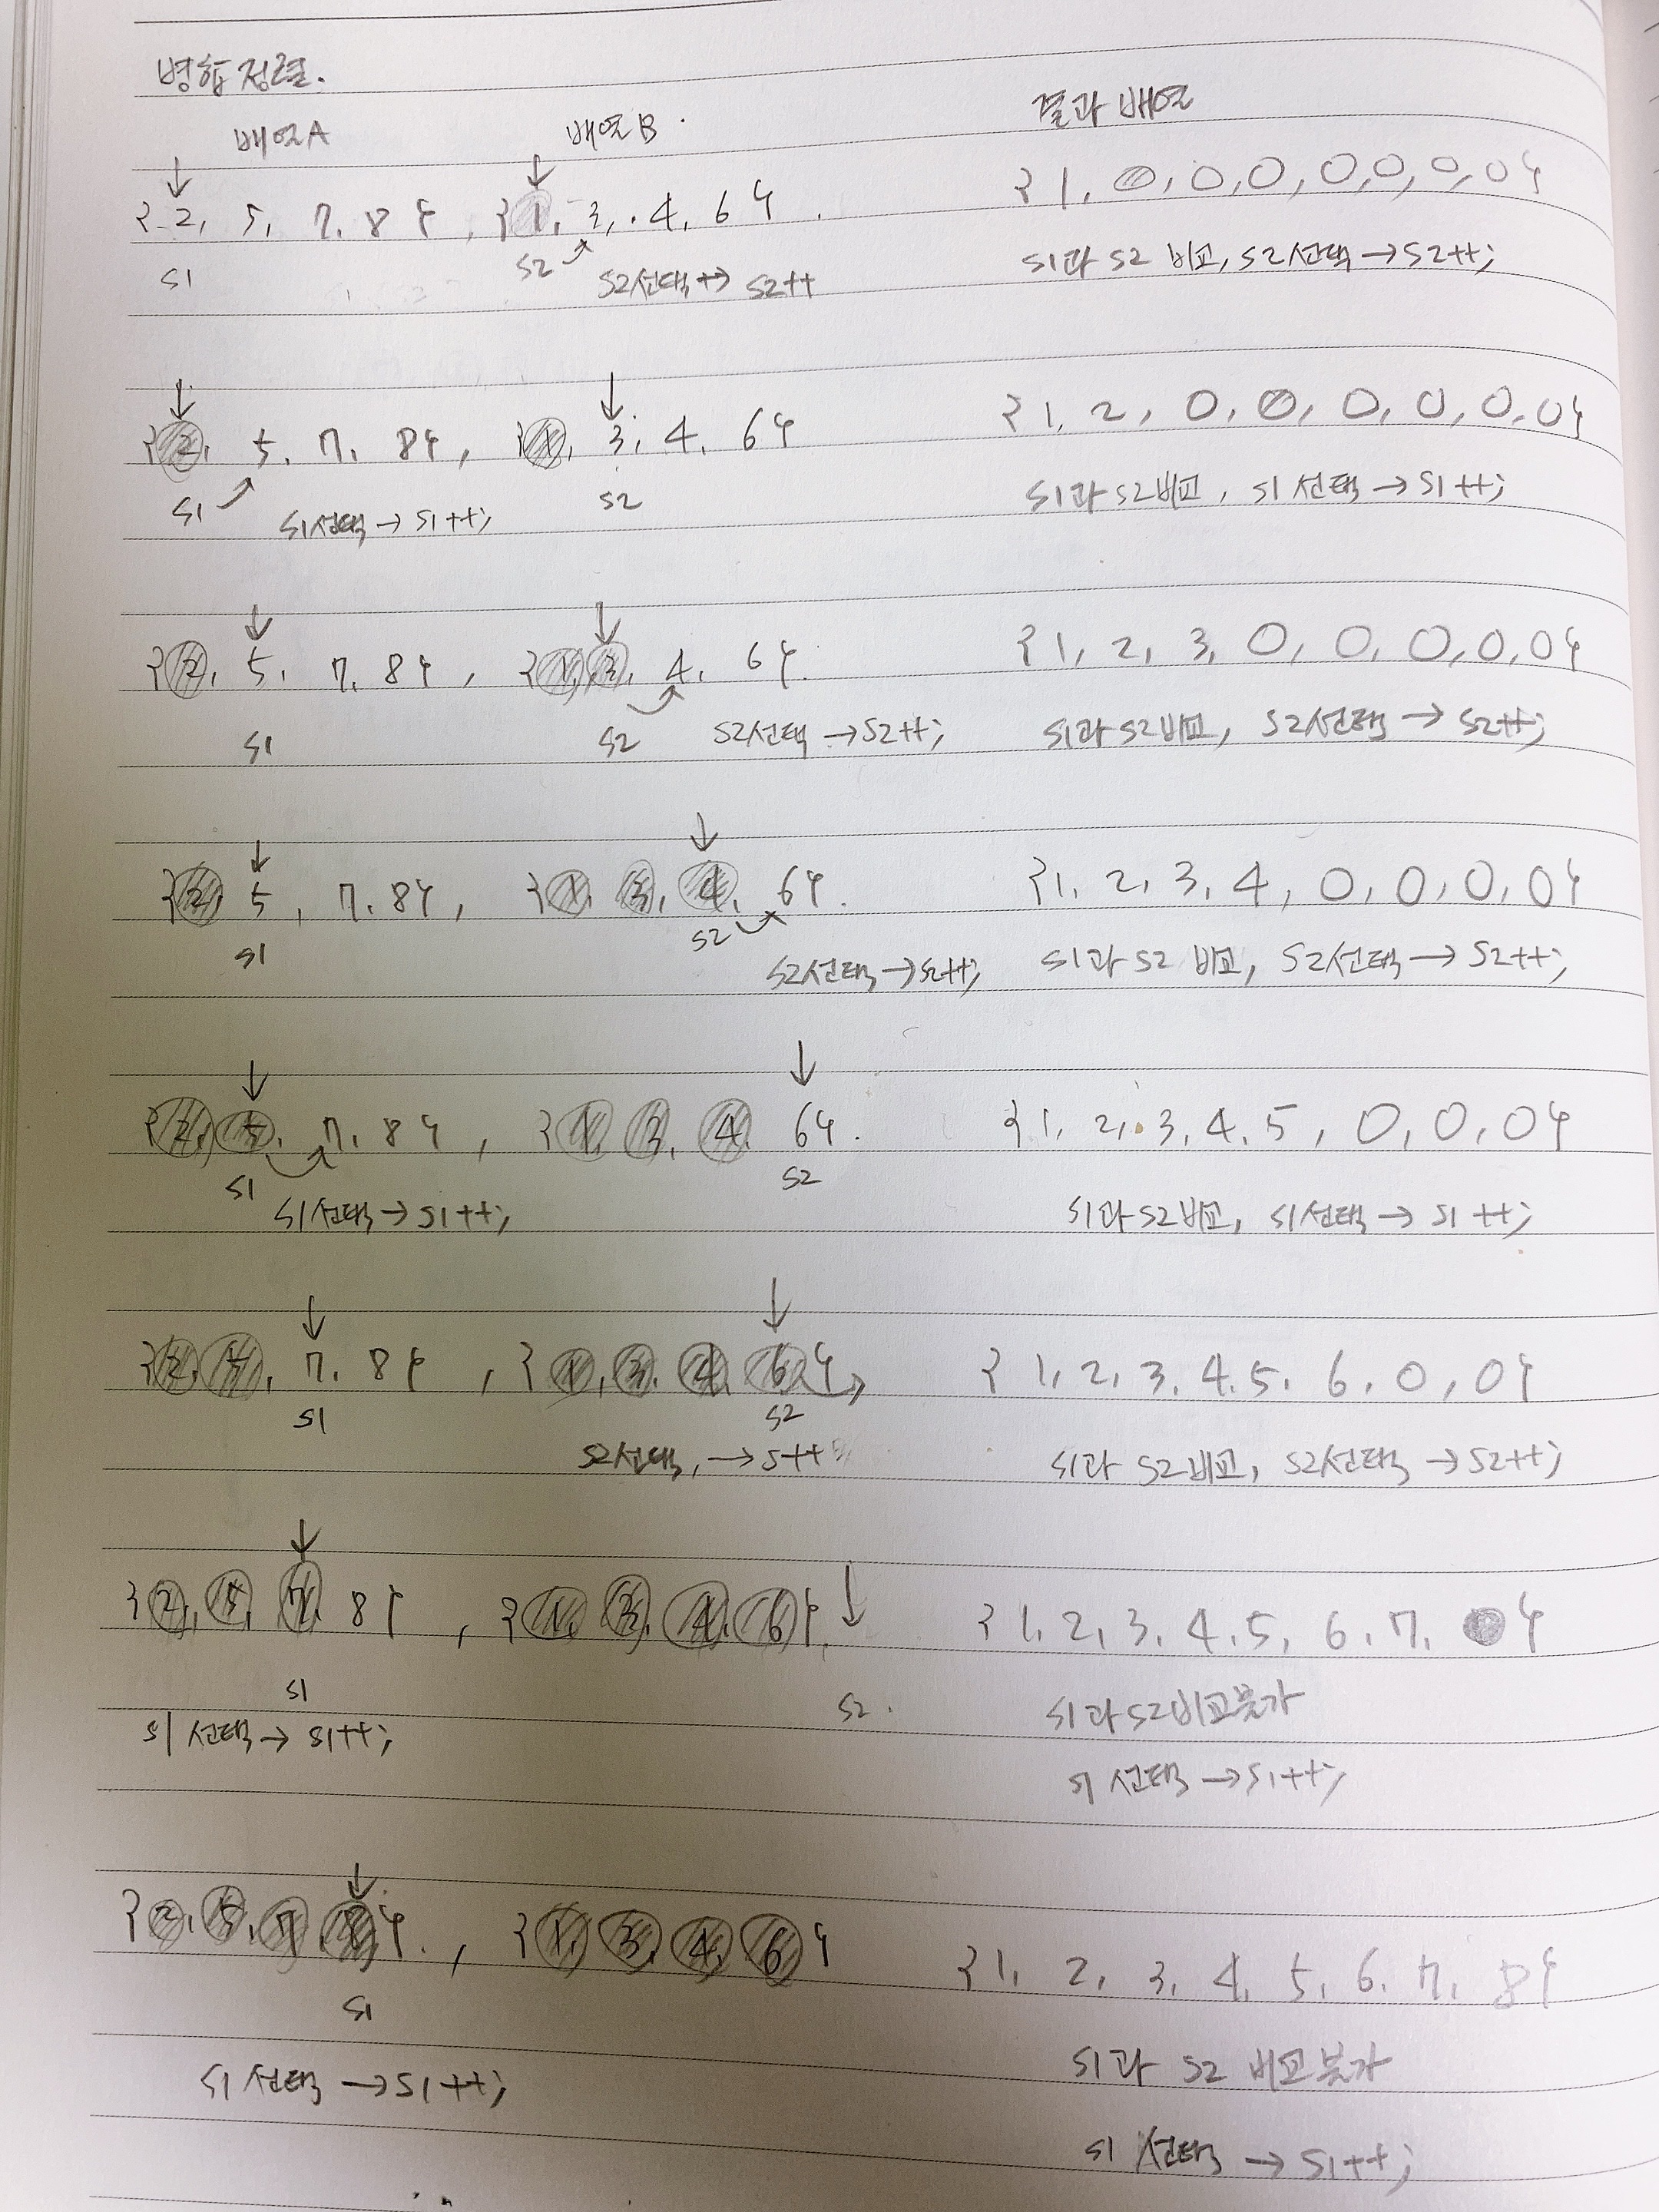 병합 정렬.
배열A 배열B. 결과 배열
{2, 5, 7, 8}, {1, 3, 4, 6}. {1, 0, 0, 0, 0, 0, 0, 0}
s1 s2 s2선택 → s2++ s1과 s2 비교, s2선택 → s2++;
{2, 5, 7, 8}, {1, 3, 4, 6} {1, 2, 0, 0, 0, 0, 0, 0}
s1 s1선택 → s1++; s2 s1과 s2비교, s1 선택 → s1++;
{2, 5, 7, 8}, {1, 3, 4, 6}. {1, 2, 3, 0, 0, 0, 0, 0}
s1 s2 s2선택 → s2++; s1과 s2비교, s2선택 → s2++;
{2, 5, 7, 8}, {1, 3, 4, 6}. {1, 2, 3, 4, 0, 0, 0, 0}
s1 s2
s2선택 → s2++; s1과 s2 비교, s2선택 → s2++;
{2, 5, 7, 8}, {1, 3, 4, 6}. {1, 2, 3, 4, 5, 0, 0, 0}
s1 s2
s1선택 → s1++; s1과 s2비교, s1선택 → s1++;
{2, 5, 7, 8}, {1, 3, 4, 6} {1, 2, 3, 4, 5, 6, 0, 0}
s1 s2
s2선택, → s++ s1과 s2비교, s2선택 → s2++;
{2, 5, 7, 8}, {1, 3, 4, 6}. {1, 2, 3, 4, 5, 6, 7, 0}
s1 s2. s1과 s2비교불가
s1 선택 → s1++; s1 선택 → s1++;
{2, 5, 7, 8}, {1, 3, 4, 6} {1, 2, 3, 4, 5, 6, 7, 8}
s1 s1과 s2 비교불가
s1 선택 → s1++; s1 선택 → s1++;